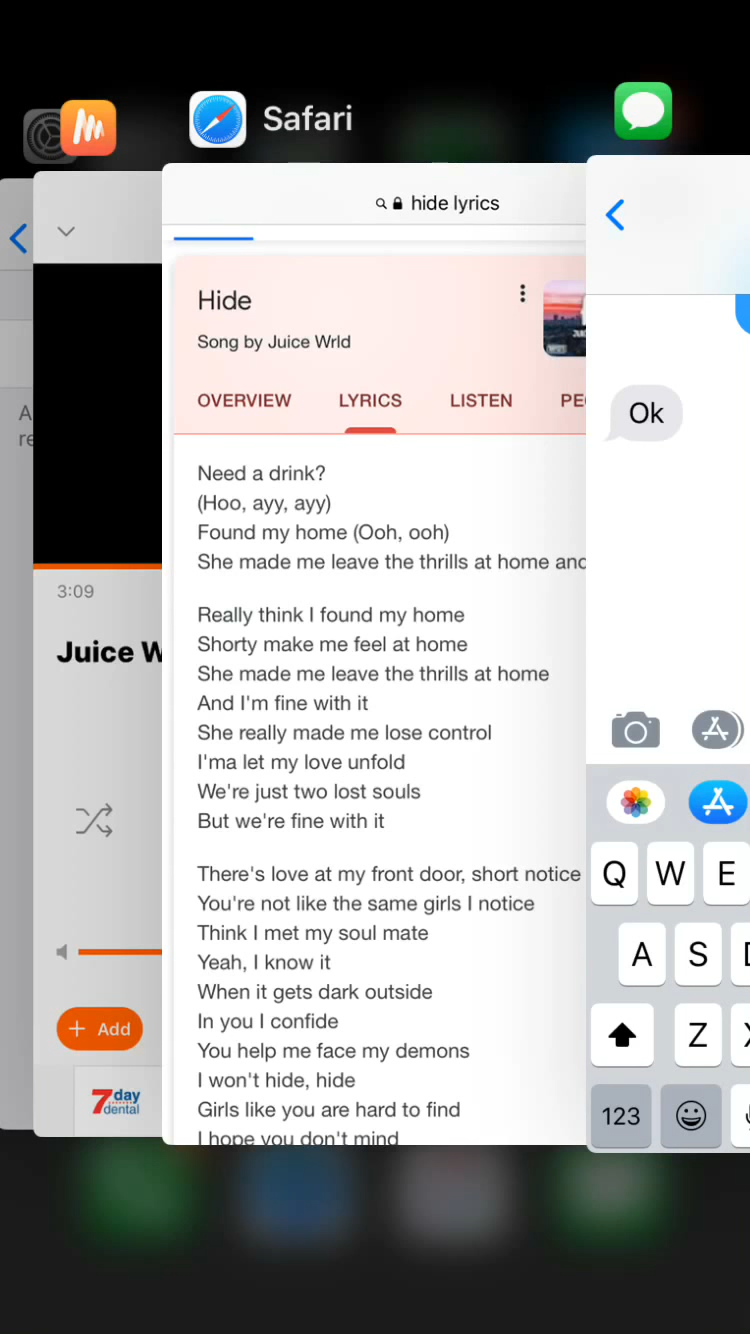 Safari
hide lyrics
Hide
Song by Juice Wrld
OVERVIEW LYRICS LISTEN
Need a drink?
(Hoo, ayy, ayy)
Found my home (Ooh, ooh)
She made me leave the thrills at home and
Really think I found my home
Shorty make me feel at home
She made me leave the thrills at home
And I'm fine with it
She really made me lose control
I'ma let my love unfold
We're just two lost souls
But we're fine with it
There's love at my front door, short notice
You're not like the same girls I notice
Think I met my soul mate
Yeah, I know it
When it gets dark outside
In you I confide
You help me face my demons
I won't hide, hide
Girls like you are hard to find
I hope you don't mind
3:09
Juice W
Add
7day
dental
Ok
Q W E
A S
Z
123